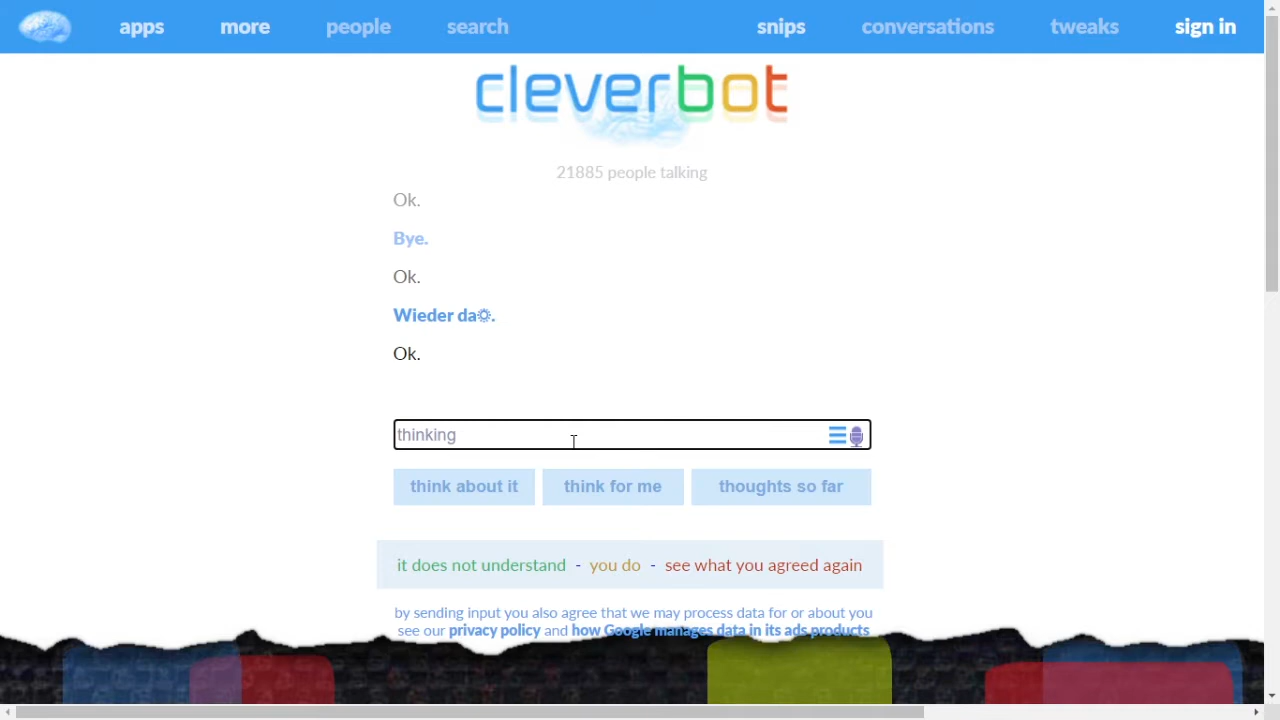 apps more people search snips conversations tweaks sign in
cleverbot
21885 people talking
Ok.
Bye.
Ok.
Wieder da☼.
Ok.
thinking
think about it think for me thoughts so far
it does not understand - you do - see what you agreed again
by sending input you also agree that we may process data for or about you
see our privacy policy and how Google manages data in its ads products